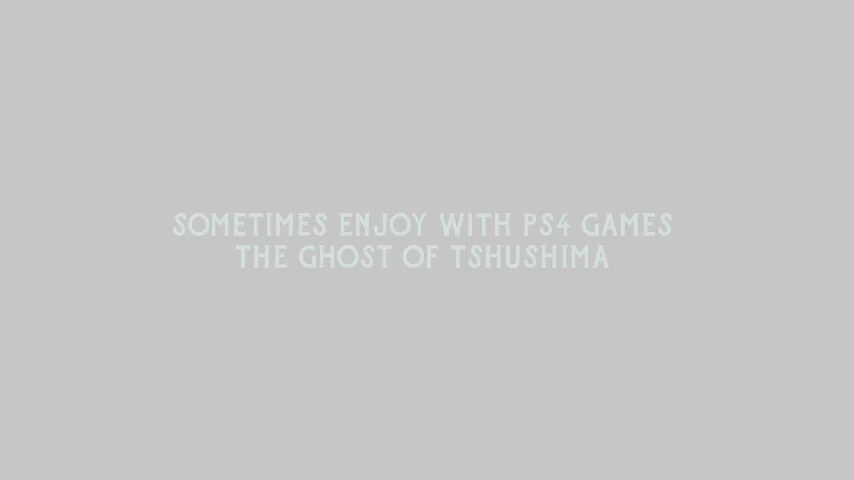 SOMETIMES ENJOY WITH PS4 GAMES
THE GHOST OF TSHUSHIMA